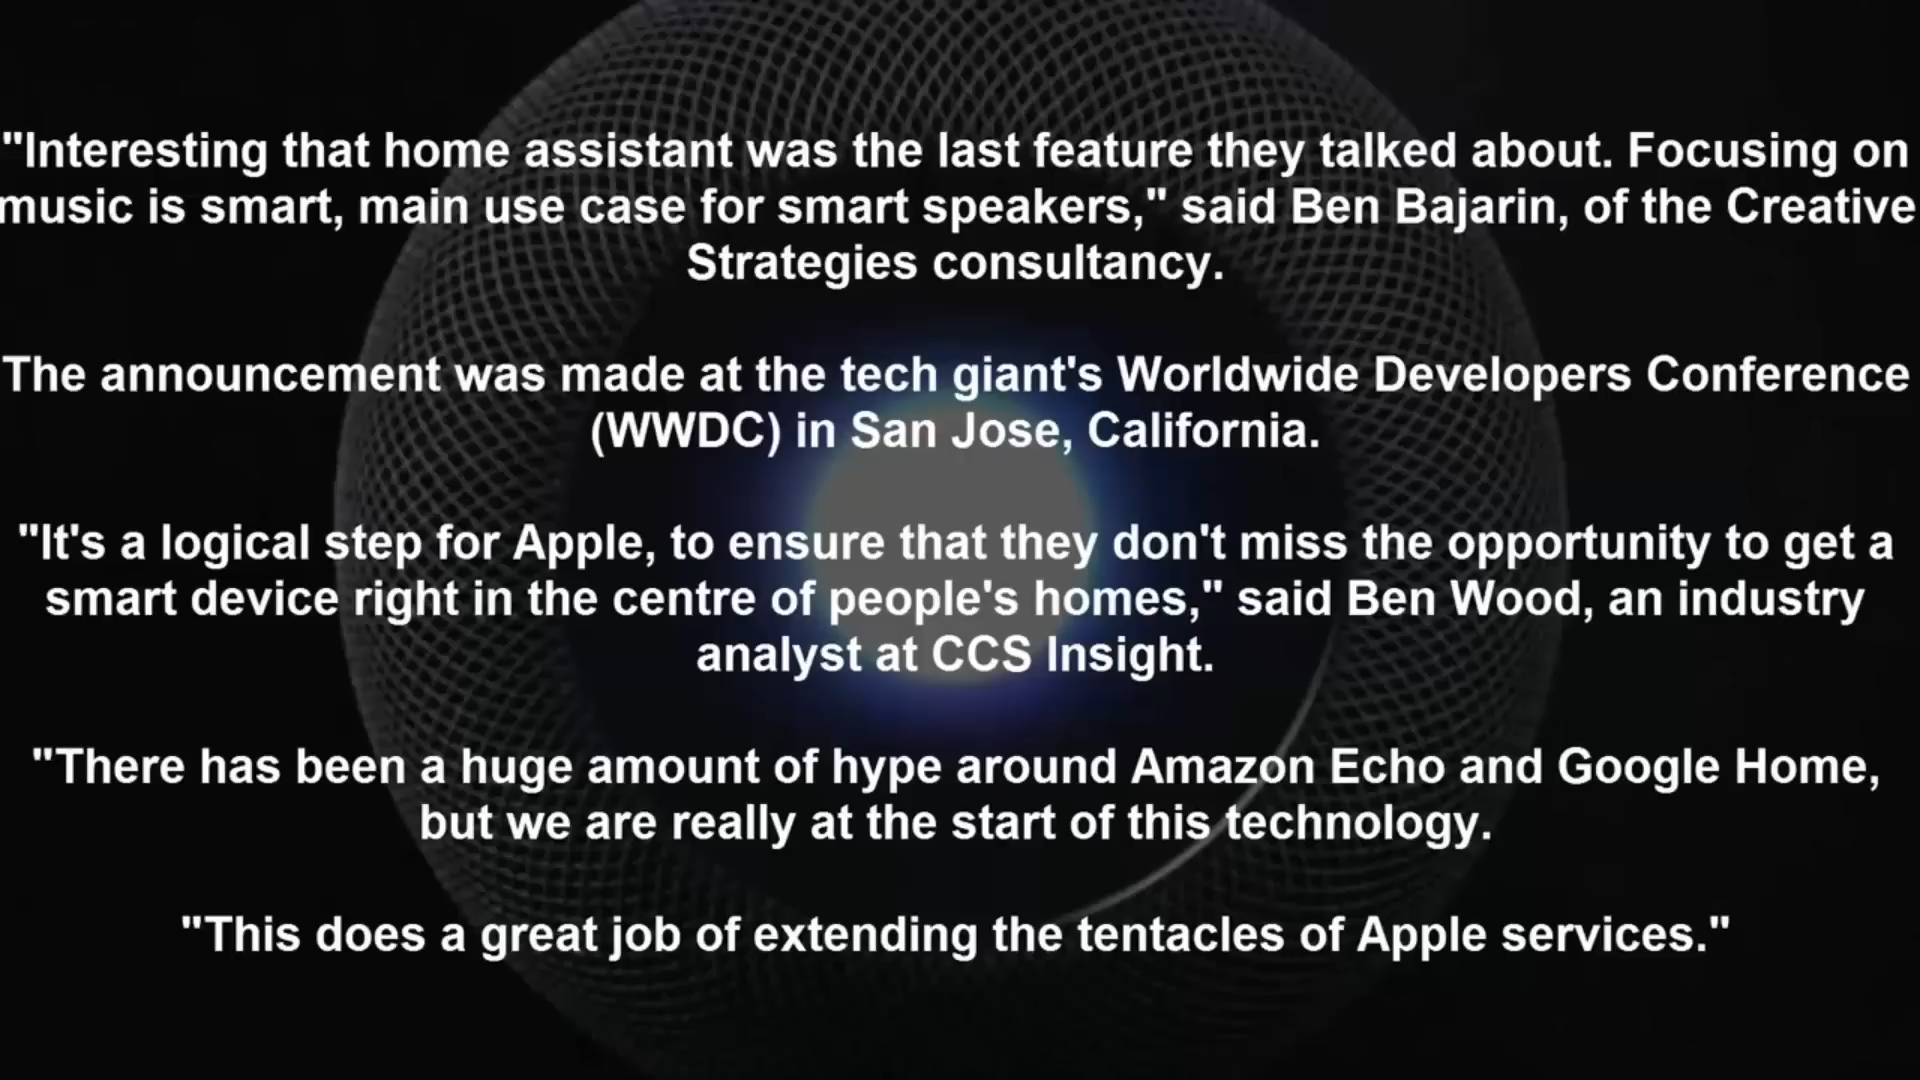 "Interesting that home assistant was the last feature they talked about. Focusing on
music is smart, main use case for smart speakers," said Ben Bajarin, of the Creative
Strategies consultancy.
The announcement was made at the tech giant's Worldwide Developers Conference
(WWDC) in San Jose, California.
"It's a logical step for Apple, to ensure that they don't miss the opportunity to get a
smart device right in the centre of people's homes," said Ben Wood, an industry
analyst at CCS Insight.
"There has been a huge amount of hype around Amazon Echo and Google Home,
but we are really at the start of this technology.
"This does a great job of extending the tentacles of Apple services."